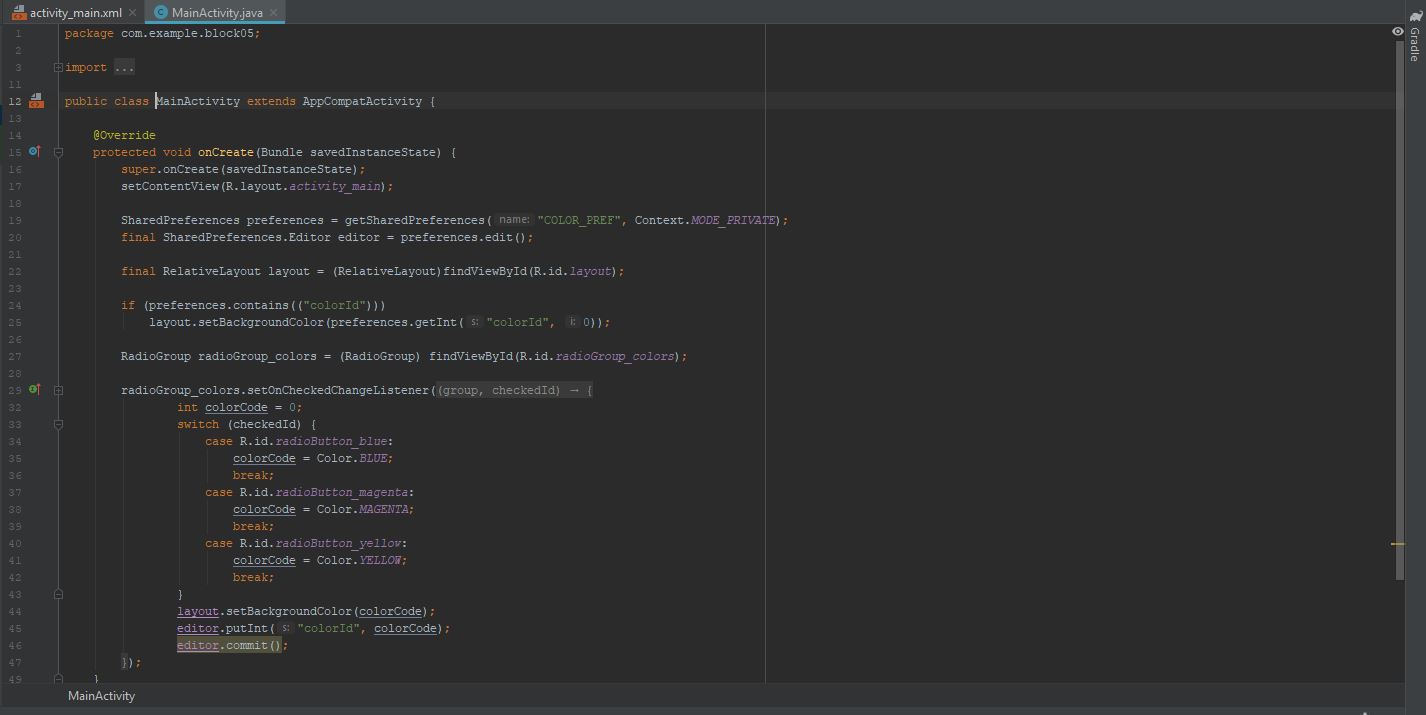 activity_main.xml
MainActivity.java
Gradle
1 package com.example.block05;
2
3 import ...
11
12 public class MainActivity extends AppCompatActivity {
13
14 @Override
15 protected void onCreate(Bundle savedInstanceState) {
16 super.onCreate(savedInstanceState);
17 setContentView(R.layout.activity_main);
18
19 SharedPreferences preferences = getSharedPreferences( name: "COLOR_PREF", Context.MODE_PRIVATE);
20 final SharedPreferences.Editor editor = preferences.edit();
21
22 final RelativeLayout layout = (RelativeLayout)findViewById(R.id.layout);
23
24 if (preferences.contains(("colorId")))
25 layout.setBackgroundColor(preferences.getInt( s: "colorId", i: 0));
26
27 RadioGroup radioGroup_colors = (RadioGroup) findViewById(R.id.radioGroup_colors);
28
29 radioGroup_colors.setOnCheckedChangeListener((group, checkedId) → {
32 int colorCode = 0;
33 switch (checkedId) {
34 case R.id.radioButton_blue:
35 colorCode = Color.BLUE;
36 break;
37 case R.id.radioButton_magenta:
38 colorCode = Color.MAGENTA;
39 break;
40 case R.id.radioButton_yellow:
41 colorCode = Color.YELLOW;
42 break;
43 }
44 layout.setBackgroundColor(colorCode);
45 editor.putInt( s: "colorId", colorCode);
46 editor.commit();
47 });
49 }
MainActivity